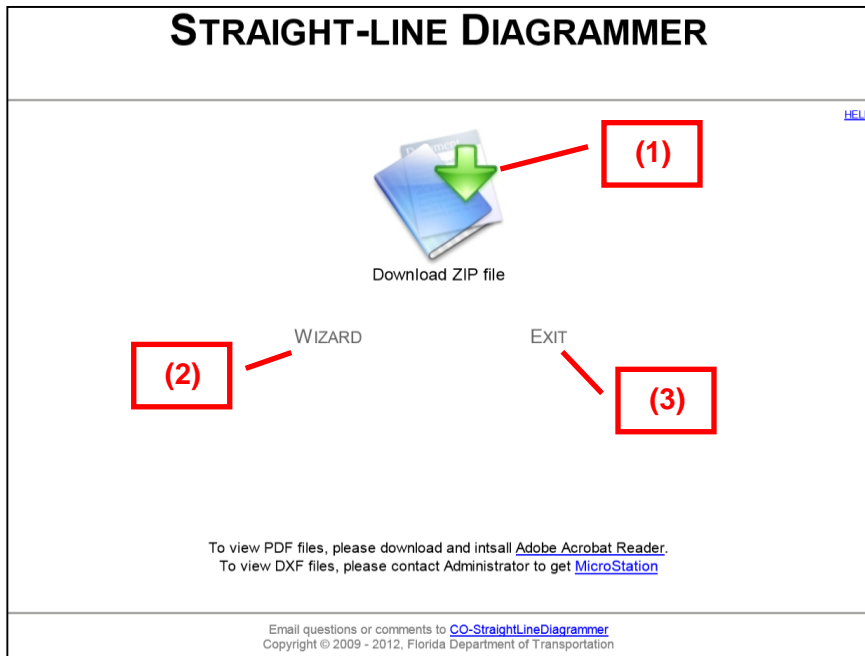 STRAIGHT-LINE DIAGRAMMER
HELP
Document
(1)
Download ZIP file
WIZARD
EXIT
(2)
(3)
To view PDF files, please download and intsall Adobe Acrobat Reader.
To view DXF files, please contact Administrator to get MicroStation
Email questions or comments to CO-StraightLineDiagrammer
Copyright © 2009 - 2012, Florida Department of Transportation